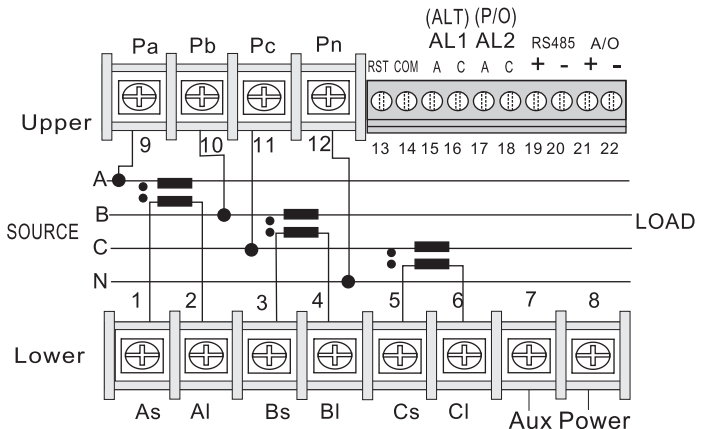 (ALT) (P/O)
Pa Pb Pc Pn AL1 AL2 RS485 A/O
RST COM A C A C + - + -
Upper
9 10 11 12 13 14 15 16 17 18 19 20 21 22
A
B
SOURCE LOAD
C
N
1 2 3 4 5 6 7 8
Lower
As Al Bs Bl Cs Cl Aux Power